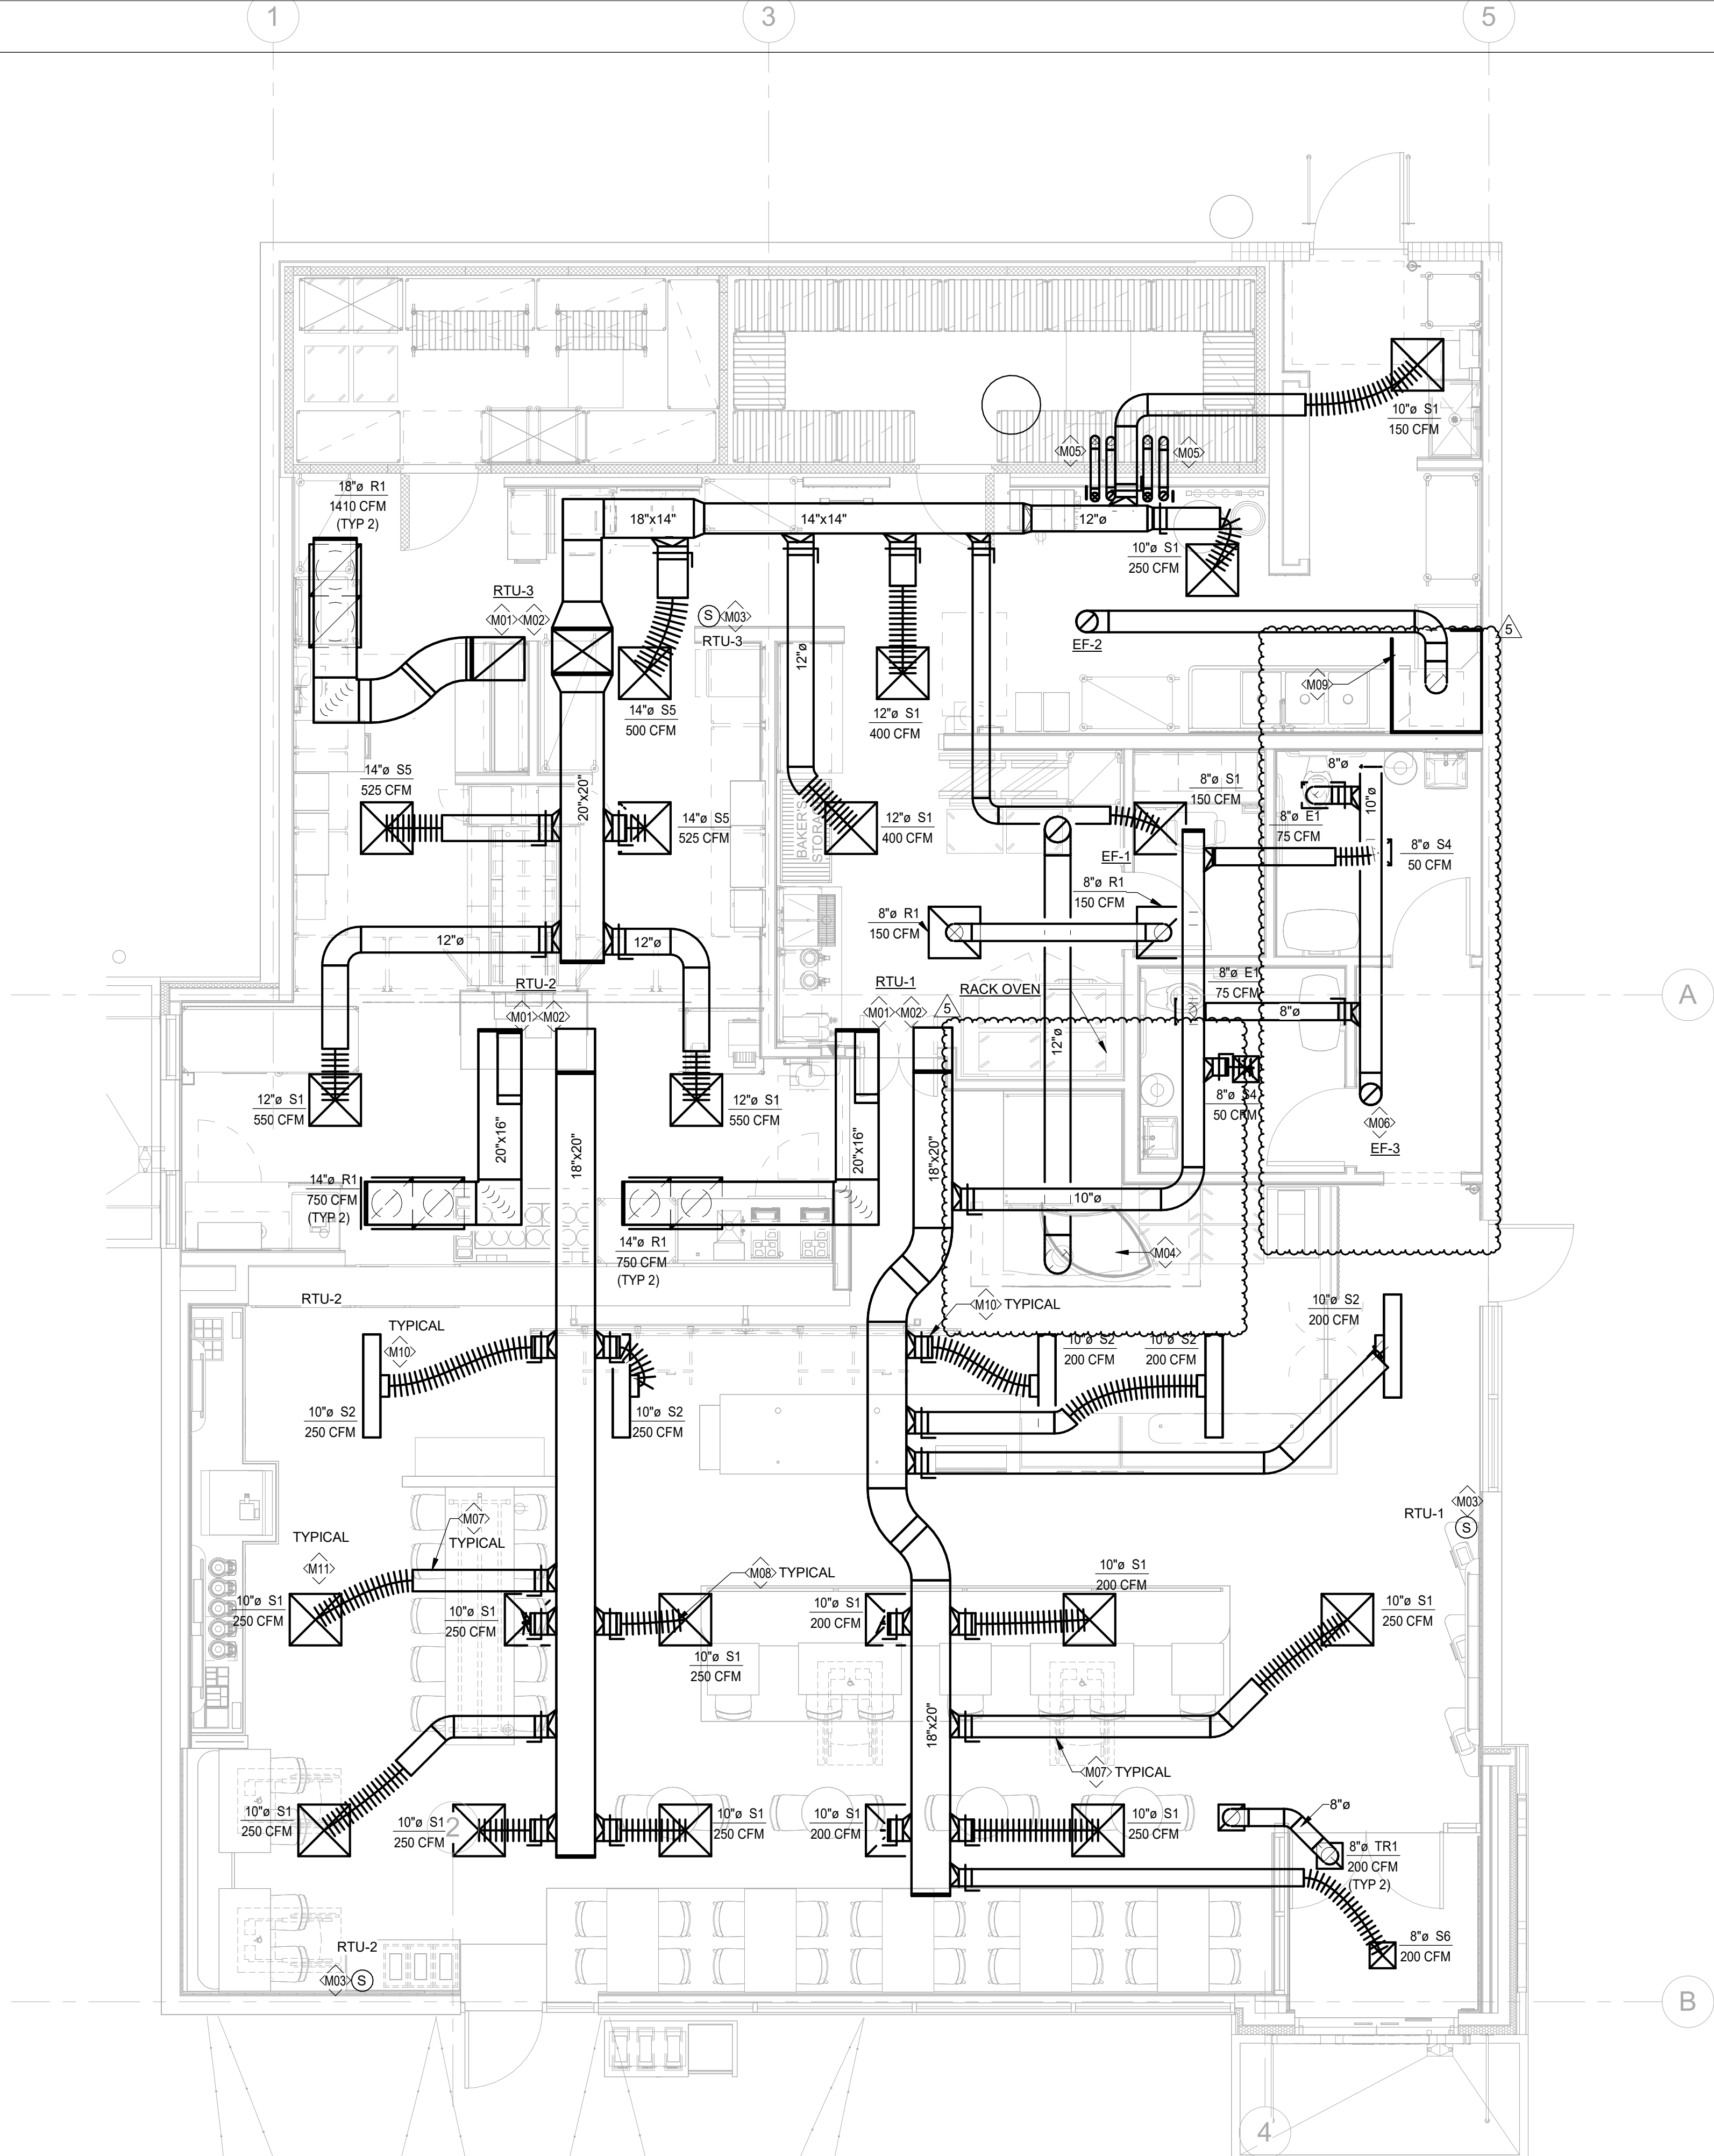 1
3
5
10"ø S1
150 CFM
M05
M05
18"ø R1
1410 CFM
(TYP 2)
18"x14"
14"x14"
12"ø
10"ø S1
250 CFM
RTU-3
M01
M02
S
M03
RTU-3
12"ø
EF-2
5
M09
14"ø S5
500 CFM
12"ø S1
400 CFM
14"ø S5
525 CFM
20"x20"
14"ø S5
525 CFM
BAKER'S
STORAGE
12"ø S1
400 CFM
8"ø S1
150 CFM
8"ø
10"ø
8"ø E1
75 CFM
8"ø S4
50 CFM
EF-1
8"ø R1
150 CFM
8"ø R1
150 CFM
12"ø
12"ø
RTU-2
M01
M02
RTU-1
M01
M02
5
RACK OVEN
12"ø
8"ø E1
75 CFM
8"ø
A
12"ø S1
550 CFM
12"ø S1
550 CFM
8"ø S4
50 CFM
M06
EF-3
20"x16"
18"x20"
20"x16"
18"x20"
14"ø R1
750 CFM
(TYP 2)
14"ø R1
750 CFM
(TYP 2)
10"ø
M04
RTU-2
M10 TYPICAL
TYPICAL
M10
10"ø S2
200 CFM
10"ø S2
200 CFM
10"ø S2
200 CFM
10"ø S2
250 CFM
10"ø S2
250 CFM
M03
RTU-1
S
M07
TYPICAL
TYPICAL
M11
M08 TYPICAL
10"ø S1
250 CFM
10"ø S1
250 CFM
10"ø S1
250 CFM
10"ø S1
200 CFM
10"ø S1
200 CFM
10"ø S1
250 CFM
18"x20"
M07 TYPICAL
10"ø S1
250 CFM
10"ø S1
250 CFM
2
10"ø S1
250 CFM
10"ø S1
200 CFM
10"ø S1
250 CFM
8"ø
8"ø TR1
200 CFM
(TYP 2)
8"ø S6
200 CFM
RTU-2
M03
S
B
4